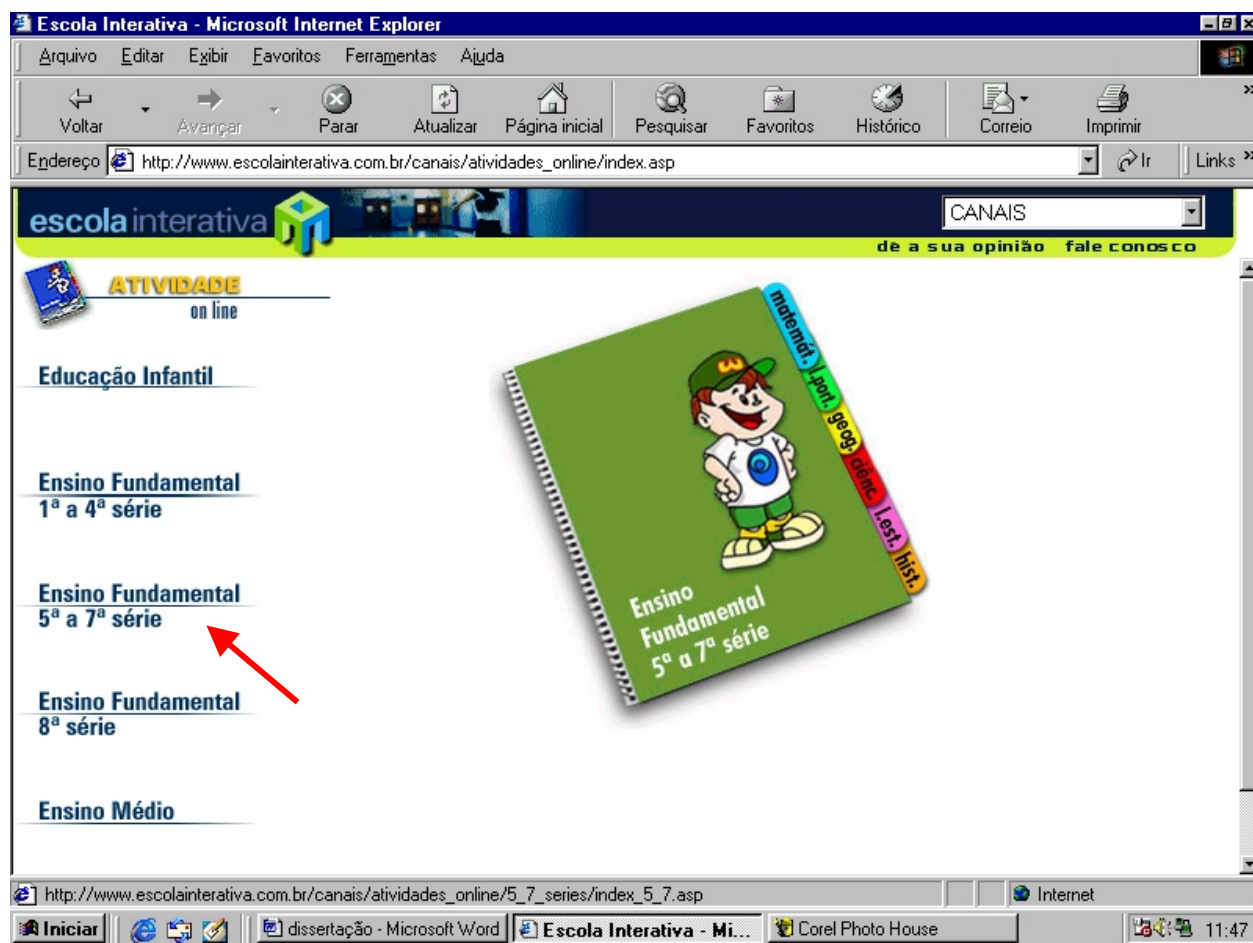 Escola Interativa - Microsoft Internet Explorer
Arquivo Editar Exibir Favoritos Ferramentas Ajuda
Voltar Avançar Parar Atualizar Página inicial Pesquisar Favoritos Histórico Correio Imprimir
Endereço http://www.escolainterativa.com.br/canais/atividades_online/index.asp Ir Links
escola interativa CANAIS
dê a sua opinião fale conosco
ATIVIDADE
on line
Educação Infantil
Ensino Fundamental
1ª a 4ª série
Ensino Fundamental
5ª a 7ª série
Ensino Fundamental
8ª série
Ensino Médio
matemát.
l.port.
geog.
ciênc.
l.est.
hist.
Ensino
Fundamental
5ª a 7ª série
http://www.escolainterativa.com.br/canais/atividades_online/5_7_series/index_5_7.asp Internet
Iniciar dissertação - Microsoft Word Escola Interativa - Mi... Corel Photo House 11:47